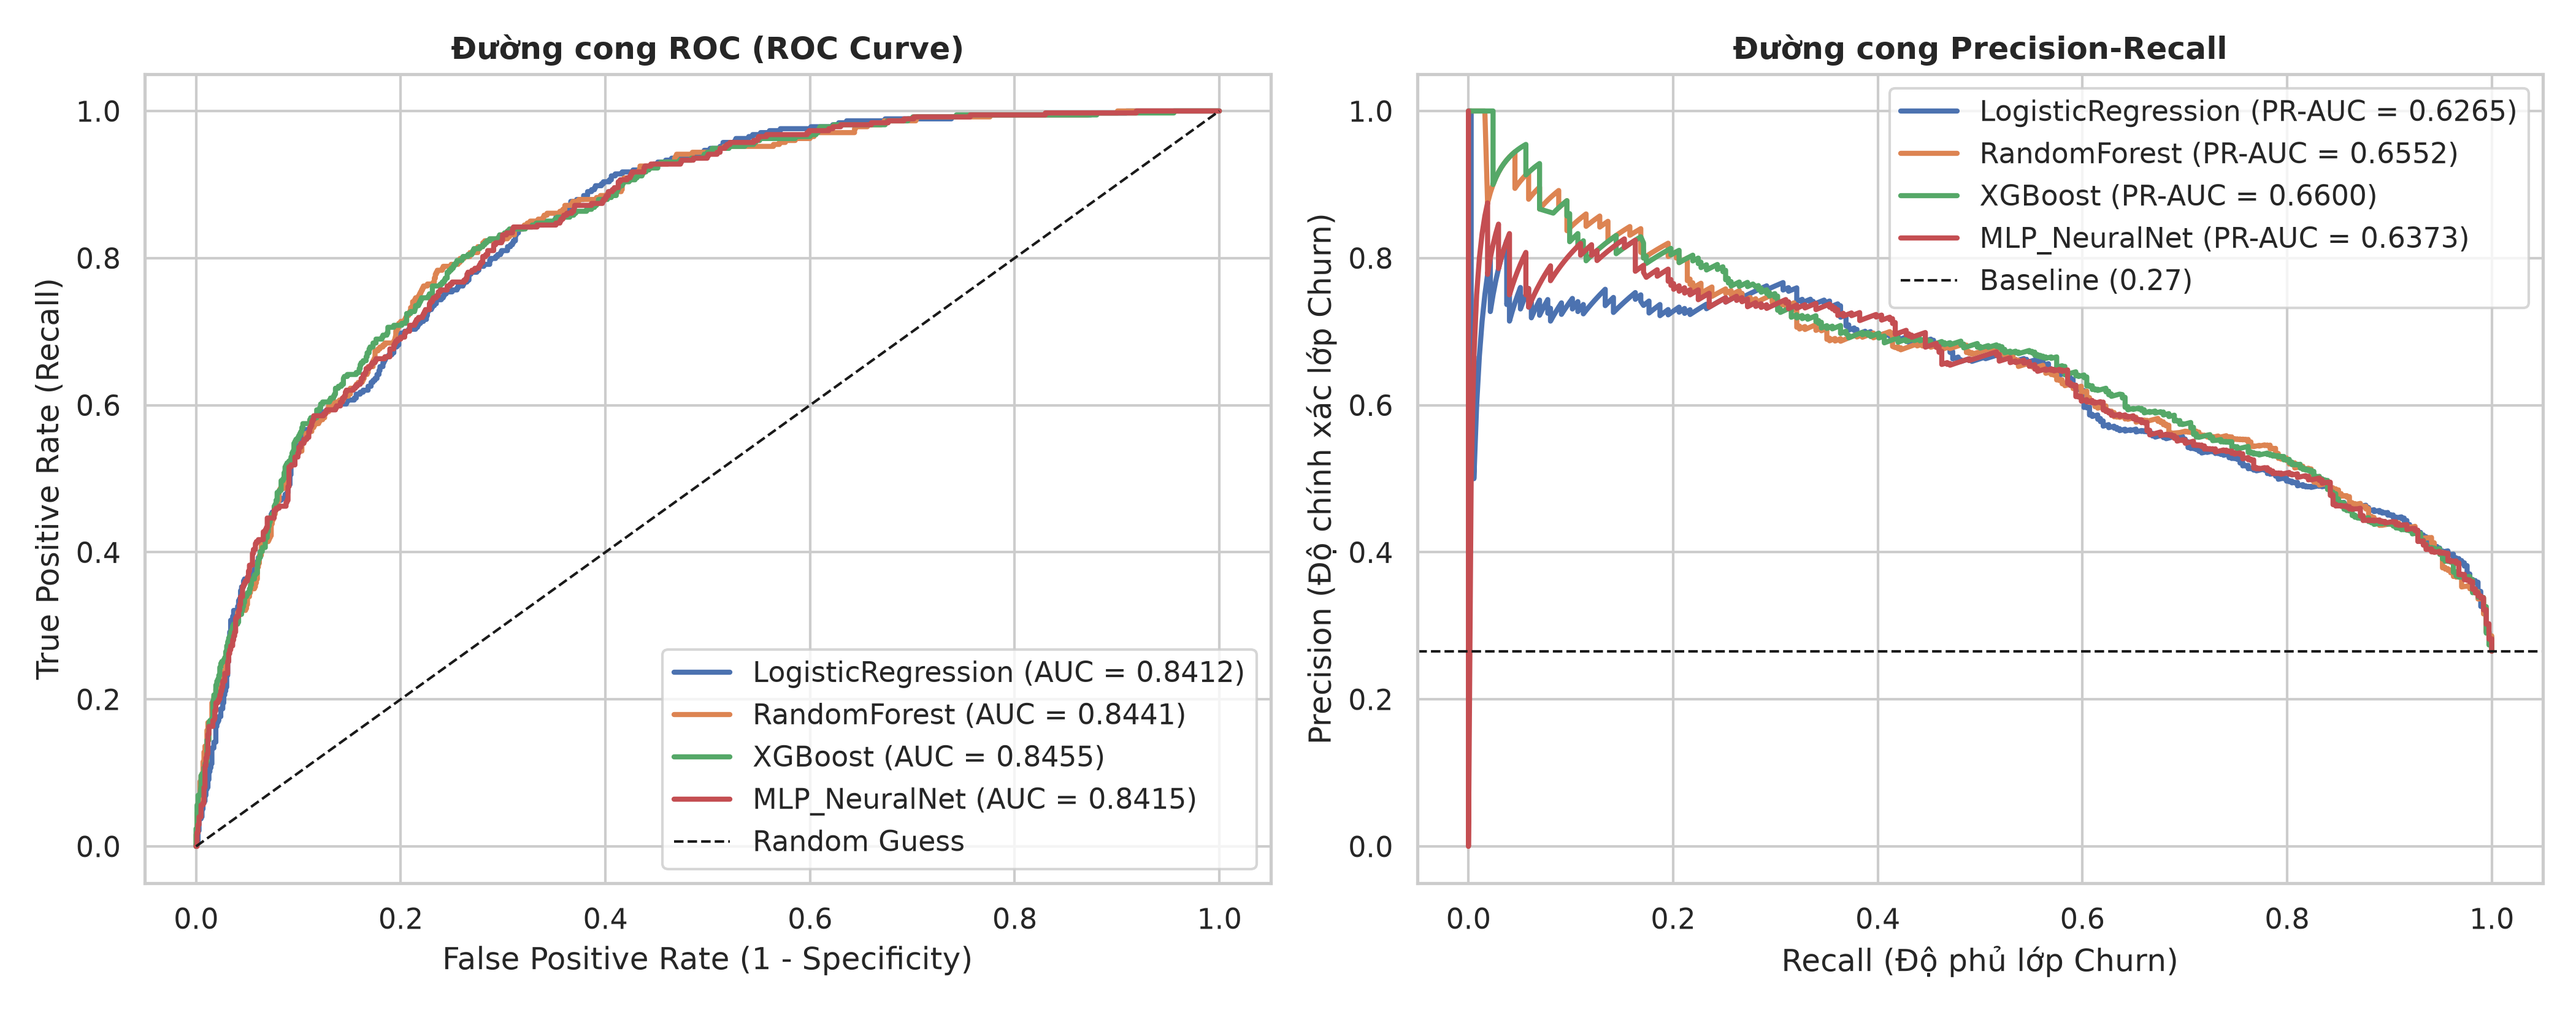 Đường cong ROC (ROC Curve)
True Positive Rate (Recall)
1.0
0.8
0.6
0.4
0.2
0.0
LogisticRegression (AUC = 0.8412)
RandomForest (AUC = 0.8441)
XGBoost (AUC = 0.8455)
MLP_NeuralNet (AUC = 0.8415)
Random Guess
0.0 0.2 0.4 0.6 0.8 1.0
False Positive Rate (1 - Specificity)
Đường cong Precision-Recall
Precision (Độ chính xác lớp Churn)
1.0
0.8
0.6
0.4
0.2
0.0
LogisticRegression (PR-AUC = 0.6265)
RandomForest (PR-AUC = 0.6552)
XGBoost (PR-AUC = 0.6600)
MLP_NeuralNet (PR-AUC = 0.6373)
Baseline (0.27)
0.0 0.2 0.4 0.6 0.8 1.0
Recall (Độ phủ lớp Churn)